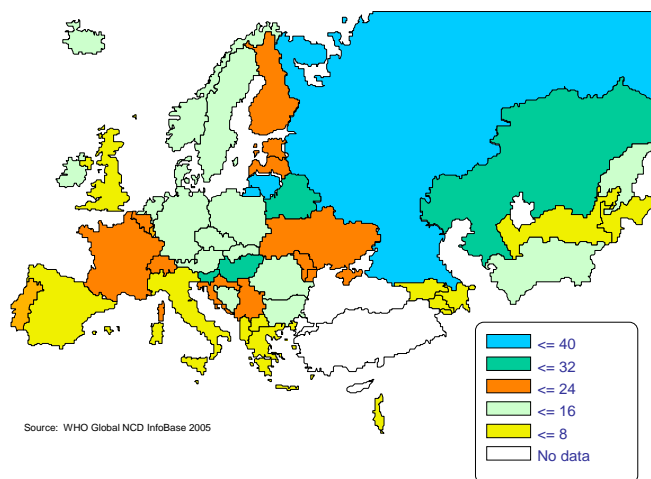 <= 40
<= 32
<= 24
<= 16
<= 8
No data
Source: WHO Global NCD InfoBase 2005